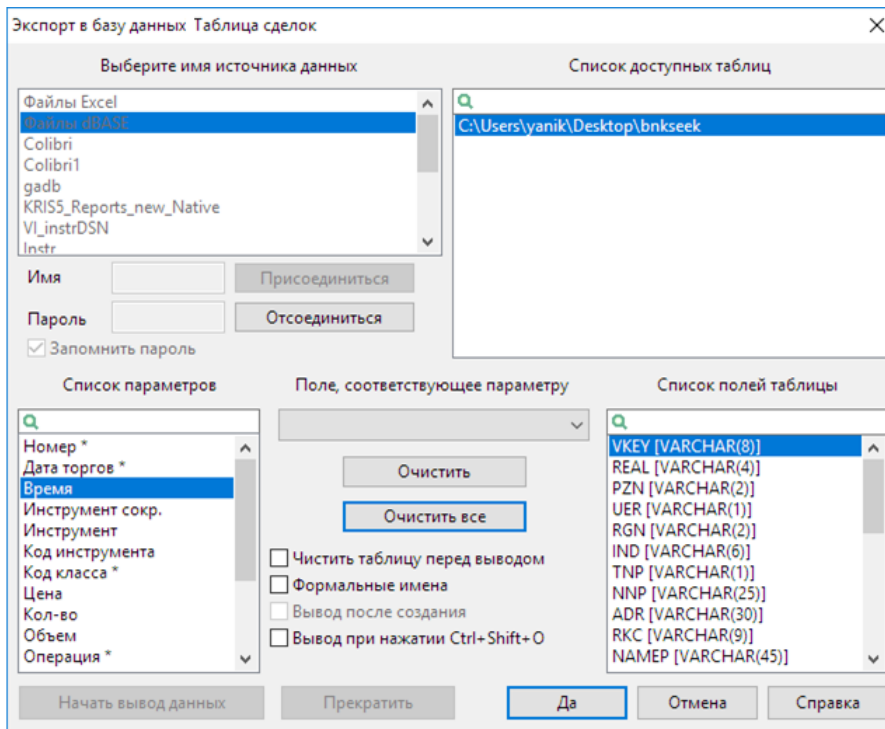 Экспорт в базу данных Таблица сделок
Выберите имя источника данных
Файлы Excel
Файлы dBASE
Colibri
Colibri1
gadb
KRIS5_Reports_new_Native
VI_instrDSN
Instr
Список доступных таблиц
C:\Users\yanik\Desktop\bnkseek
Имя
Присоединиться
Пароль
Отсоединиться
Запомнить пароль
Список параметров
Номер *
Дата торгов *
Время
Инструмент сокр.
Инструмент
Код инструмента
Код класса *
Цена
Кол-во
Объем
Операция *
Поле, соответствующее параметру
Очистить
Очистить все
Чистить таблицу перед выводом
Формальные имена
Вывод после создания
Вывод при нажатии Ctrl+Shift+O
Список полей таблицы
VKEY [VARCHAR(8)]
REAL [VARCHAR(4)]
PZN [VARCHAR(2)]
UER [VARCHAR(1)]
RGN [VARCHAR(2)]
IND [VARCHAR(6)]
TNP [VARCHAR(1)]
NNP [VARCHAR(25)]
ADR [VARCHAR(30)]
RKC [VARCHAR(9)]
NAMEP [VARCHAR(45)]
Начать вывод данных
Прекратить
Да
Отмена
Справка